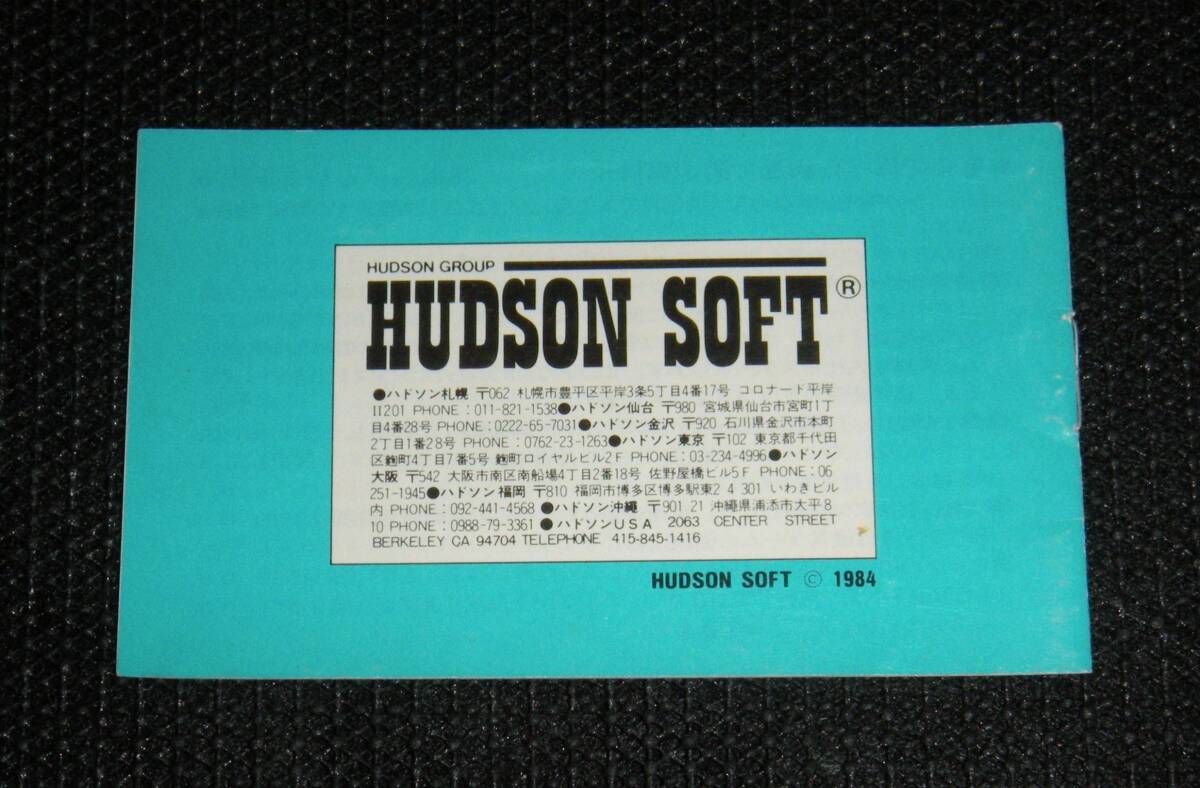 HUDSON GROUP
HUDSON SOFT®
●ハドソン札幌 〒062 札幌市豊平区平岸3条5丁目4番17号 コロナード平岸
II201 PHONE:011-821-1538●ハドソン仙台 〒980 宮城県仙台市宮町1丁
目4番28号 PHONE:0222-65-7031●ハドソン金沢 〒920 石川県金沢市本町
2丁目1番28号 PHONE:0762-23-1263●ハドソン東京 〒102 東京都千代田
区麹町4丁目7番5号 麹町ロイヤルビル2F PHONE:03-234-4996●ハドソン
大阪 〒542 大阪市南区南船場4丁目2番18号 佐野屋橋ビル5F PHONE:06
251-1945●ハドソン福岡 〒810 福岡市博多区博多駅東2 4 301 いわきビル
内 PHONE:092-441-4568 ●ハドソン沖縄 〒901 21 沖縄県浦添市大平8
10 PHONE:0988-79-3361 ●ハドソンUSA 2063 CENTER STREET
BERKELEY CA 94704 TELEPHONE 415-845-1416
HUDSON SOFT © 1984